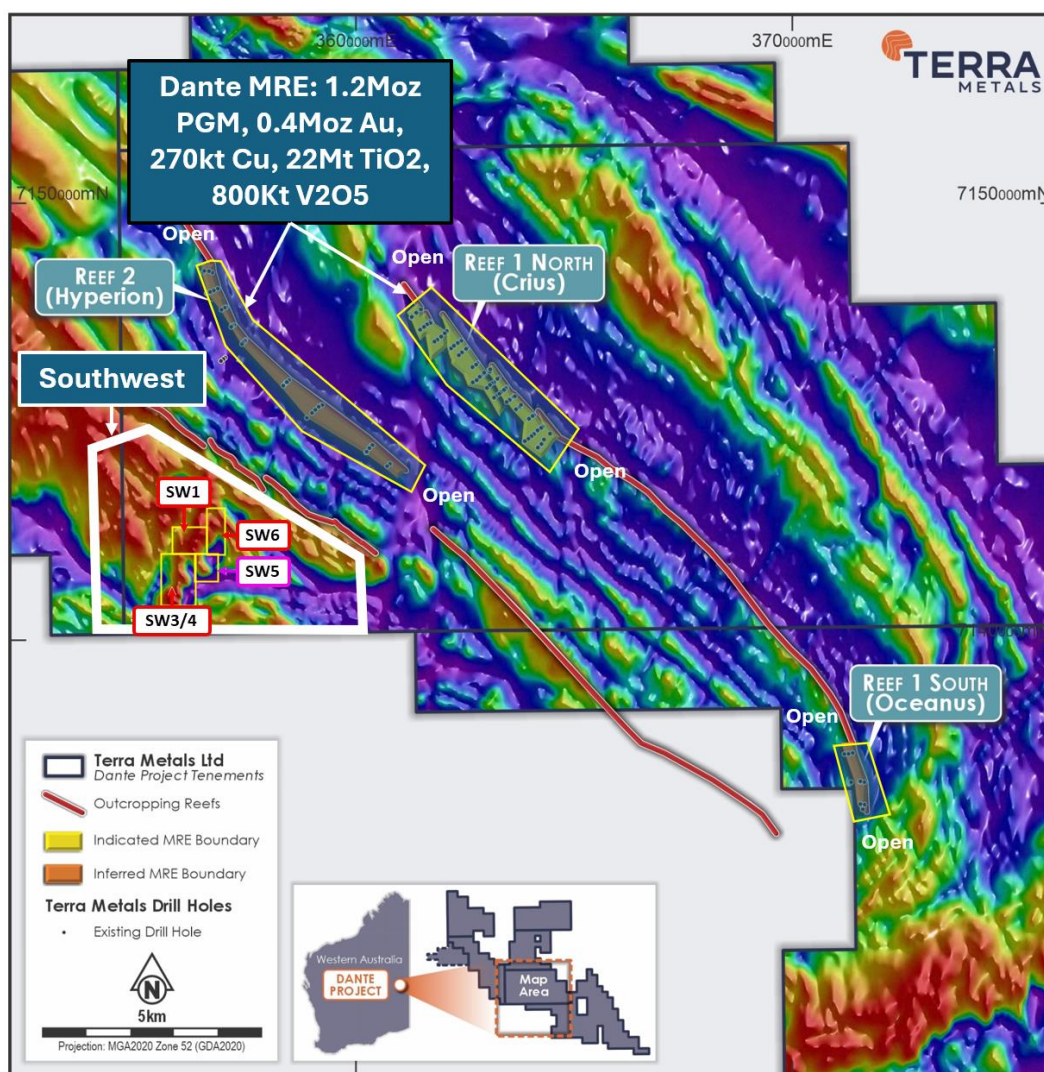 360000mE
370000mE
TERRA
METALS
Dante MRE: 1.2Moz
PGM, 0.4Moz Au,
270kt Cu, 22Mt TiO2,
800Kt V2O5
7150000mN
7150000mN
Open
Open
REEF 2
(Hyperion)
REEF 1 NORTH
(Crius)
Southwest
Open
Open
SW1
SW6
SW5
SW3/4
7140000mN
REEF 1 SOUTH
(Oceanus)
Open
Open
Terra Metals Ltd
Dante Project Tenements
Outcropping Reefs
Indicated MRE Boundary
Inferred MRE Boundary
Terra Metals Drill Holes
Existing Drill Hole
N
5km
Projection: MGA2020 Zone 52 (GDA2020)
Western Australia
DANTE
PROJECT
Map
Area